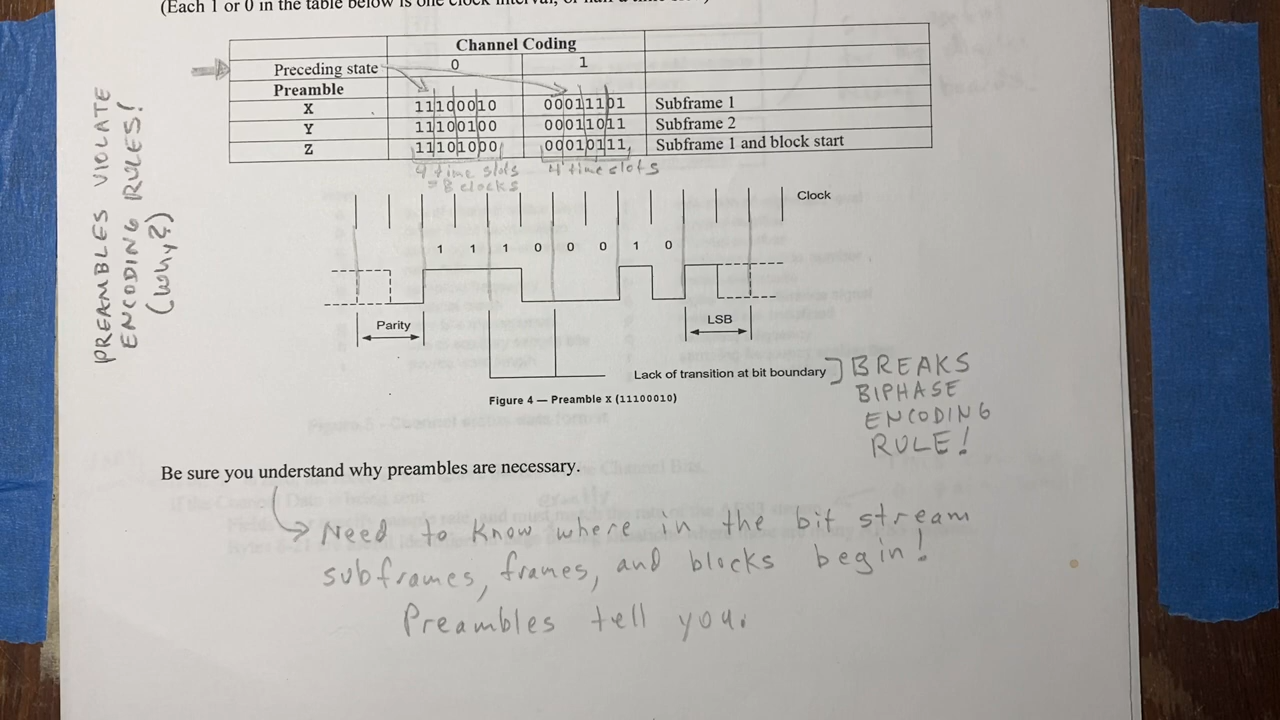 (Each 1 or 0 in the table below is one clock interval, or half a time slot.)
Channel Coding
Preceding state 0 1
Preamble
X 11100010 00011101 Subframe 1
Y 11100100 00011011 Subframe 2
Z 11101000 00010111 Subframe 1 and block start
4 time slots 4 time slots
= 8 clocks
PREAMBLES VIOLATE
ENCODING RULES!
(Why?)
Clock
1 1 1 0 0 0 1 0
Parity LSB
Lack of transition at bit boundary
BREAKS
BIPHASE
ENCODING
RULE!
Figure 4 — Preamble X (11100010)
Be sure you understand why preambles are necessary.
Need to know where in the bit stream
subframes, frames, and blocks begin!
Preambles tell you.